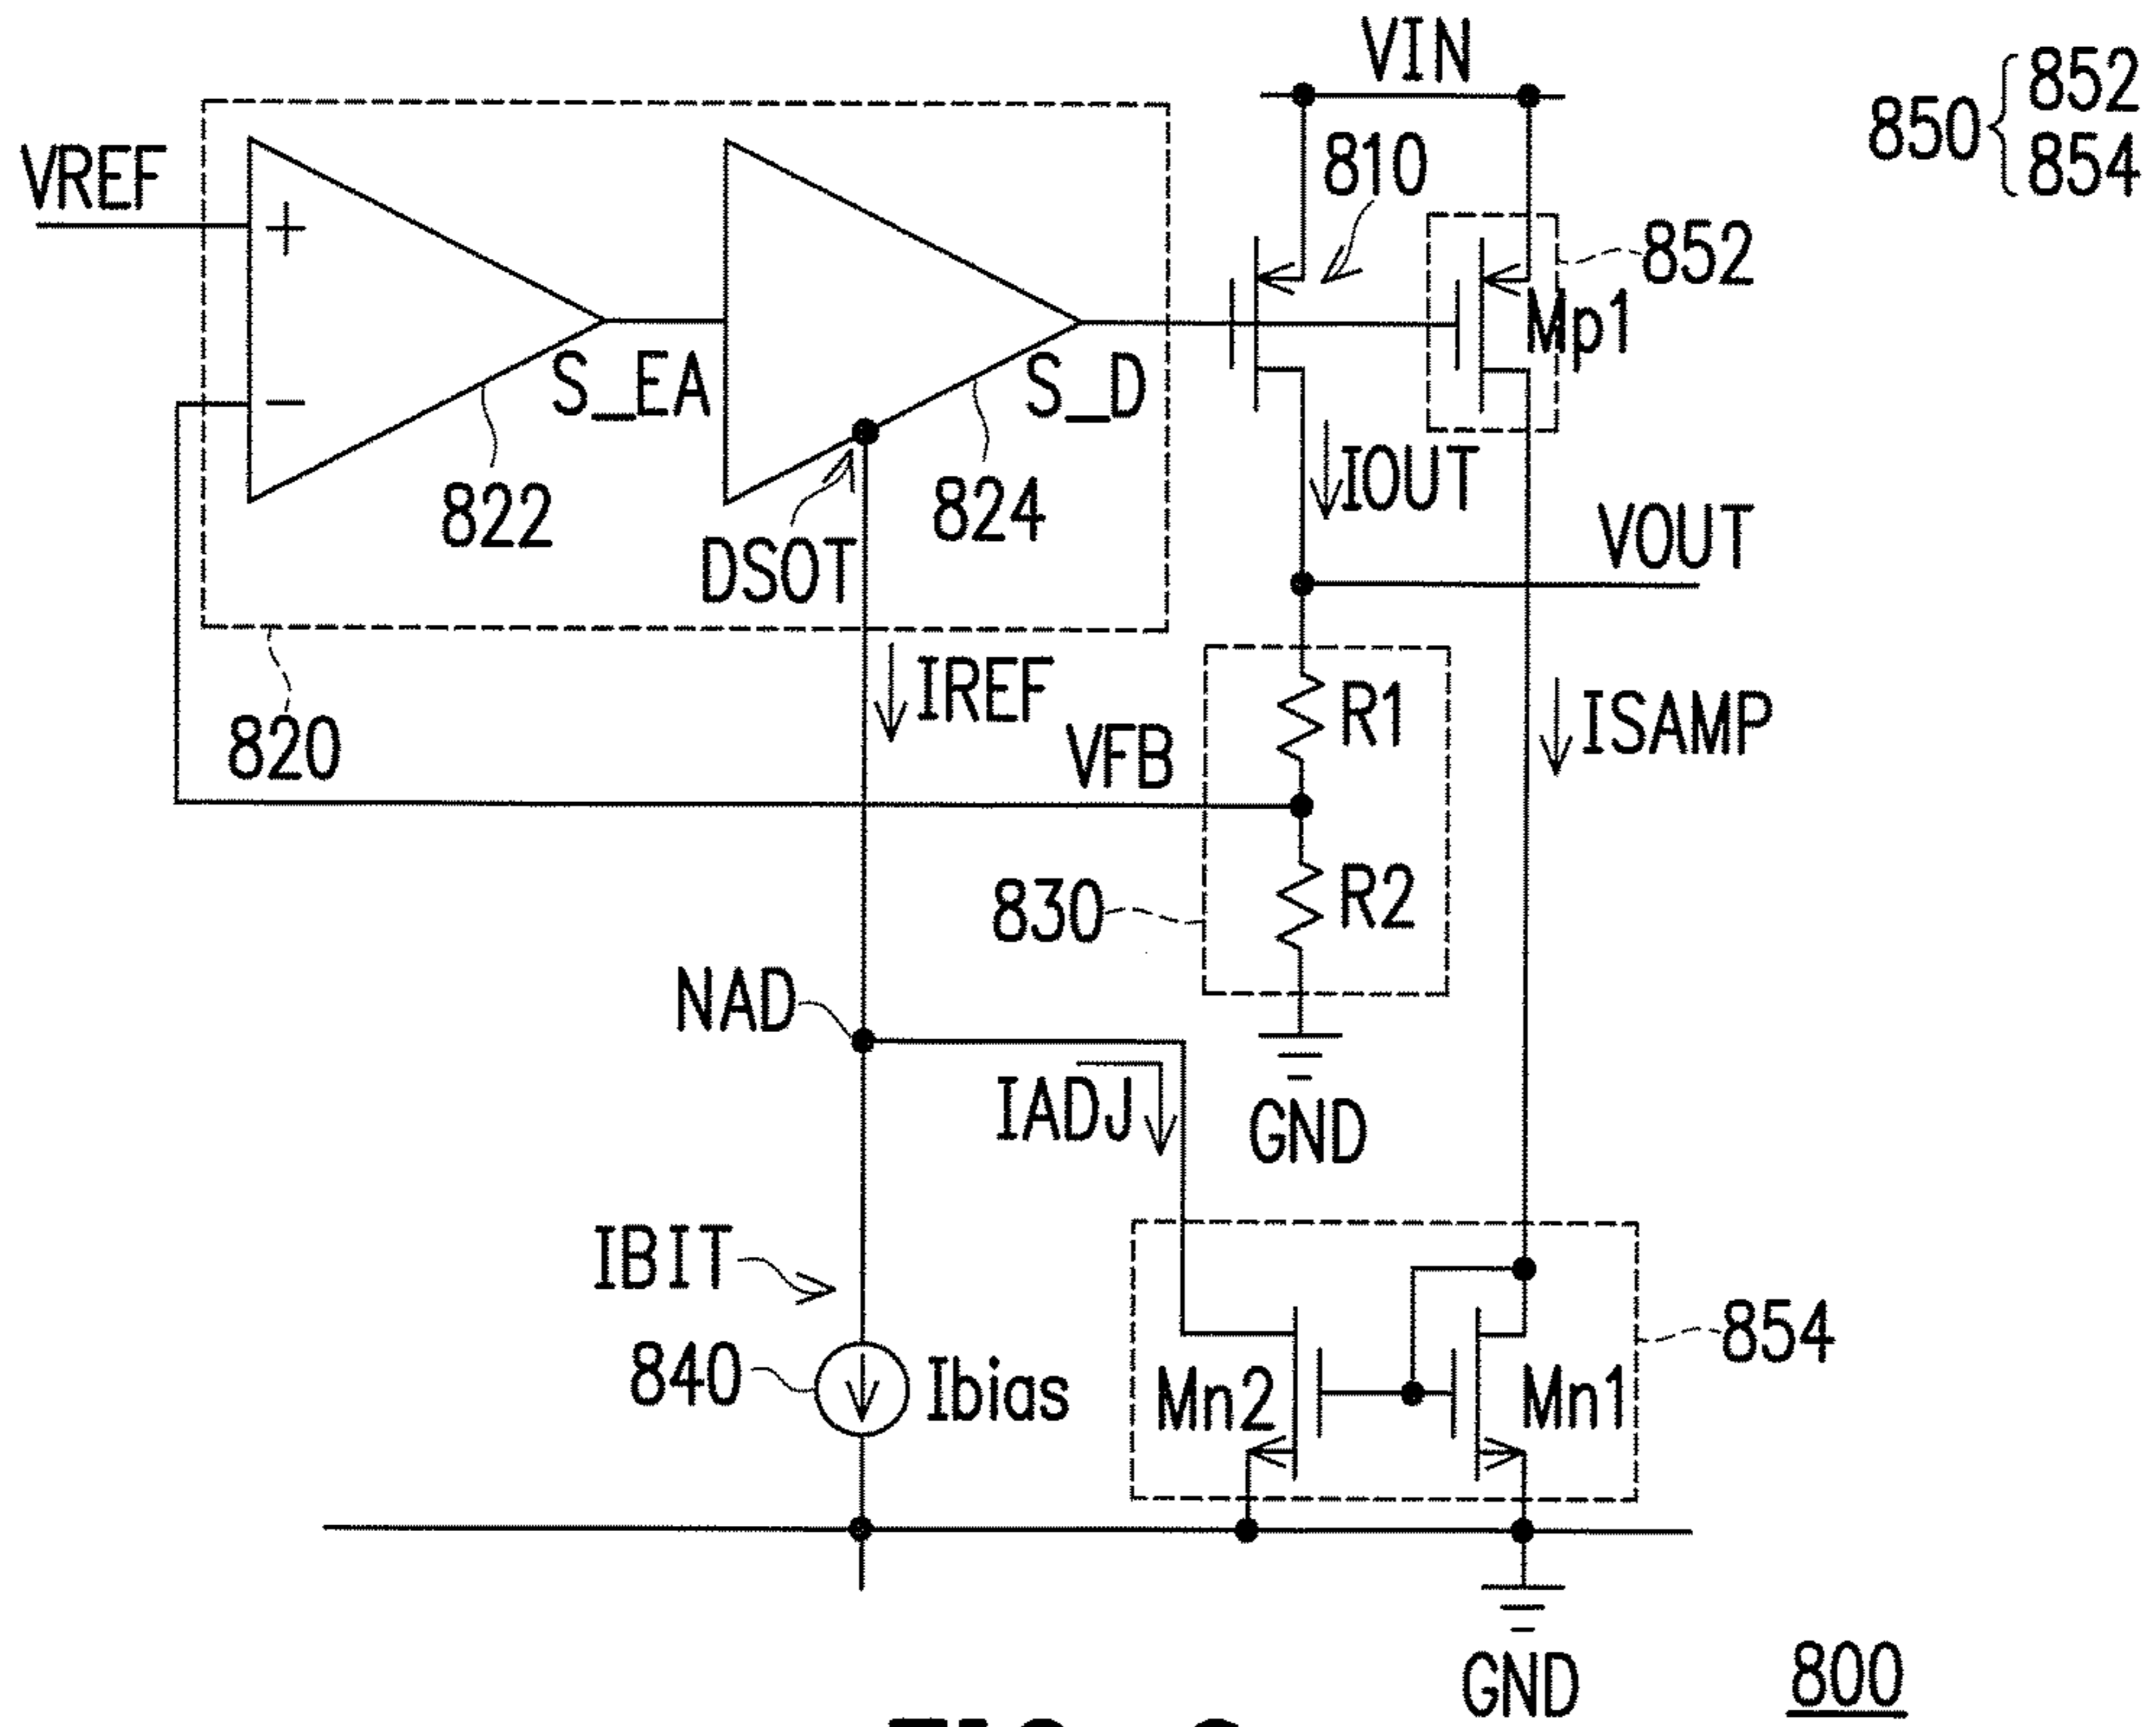 VIN
850
852
854
VREF
+
810
852
Mp1
S_EA
S_D
−
IOUT
822
824
DSOT
VOUT
IREF
R1
ISAMP
820
VFB
830
R2
NAD
IADJ
GND
IBIT
854
840
Ibias
Mn2
Mn1
GND
800